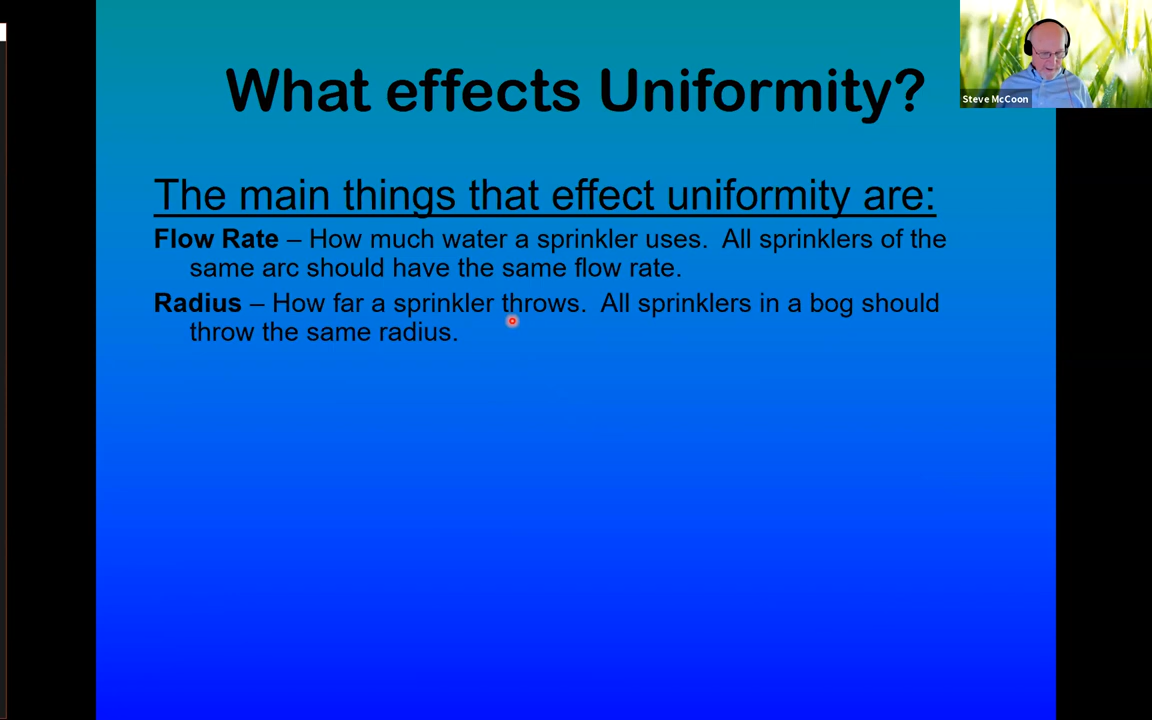 What effects Uniformity?
Steve McCoon
The main things that effect uniformity are:
Flow Rate – How much water a sprinkler uses.  All sprinklers of the
same arc should have the same flow rate.
Radius – How far a sprinkler throws.  All sprinklers in a bog should
throw the same radius.